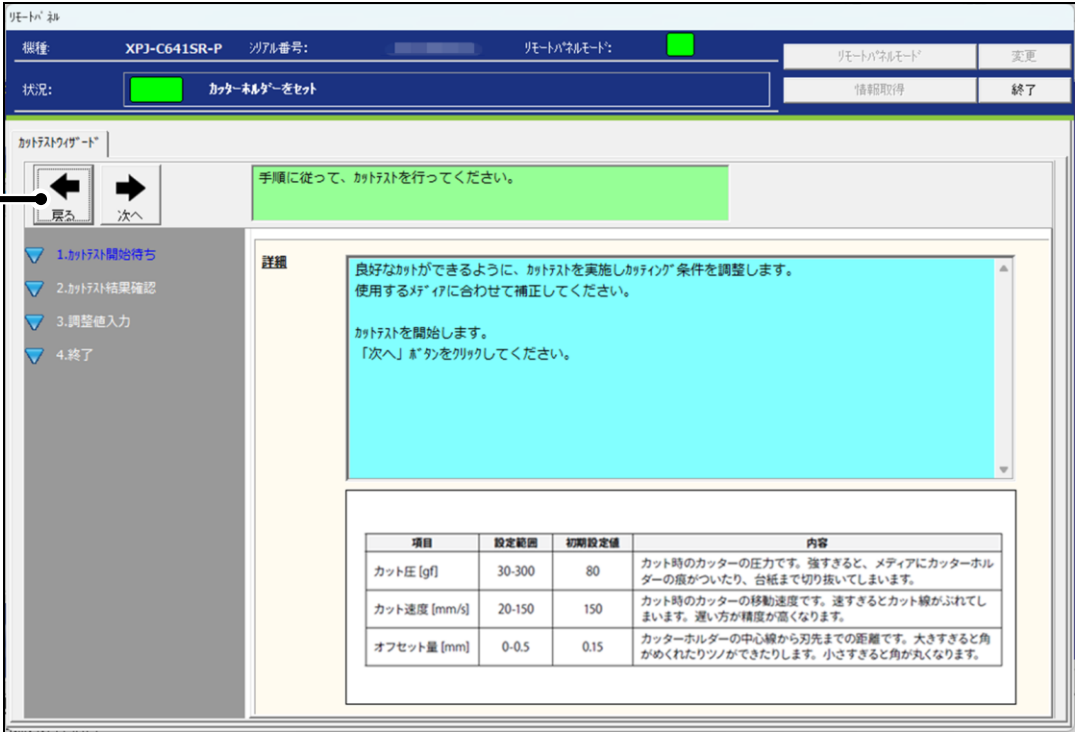 ﾘﾓｰﾄﾊﾟﾈﾙ
機種: XPJ-C641SR-P ｼﾘｱﾙ番号: ﾘﾓｰﾄﾊﾟﾈﾙﾓｰﾄﾞ: ﾘﾓｰﾄﾊﾟﾈﾙﾓｰﾄﾞ 変更
状況: ｶｯﾀｰﾎﾙﾀﾞｰをｾｯﾄ 情報取得 終了
ｶｯﾄﾃｽﾄｳｨｻﾞｰﾄﾞ
戻る 次へ
手順に従って、ｶｯﾄﾃｽﾄを行ってください。
1.ｶｯﾄﾃｽﾄ開始待ち
2.ｶｯﾄﾃｽﾄ結果確認
3.調整値入力
4.終了
詳細
良好なｶｯﾄができるように、ｶｯﾄﾃｽﾄを実施しｶｯﾃｨﾝｸﾞ条件を調整します。
使用するﾒﾃﾞｨｱに合わせて補正してください。
ｶｯﾄﾃｽﾄを開始します。
「次へ」ﾎﾞﾀﾝをｸﾘｯｸしてください。
項目 設定範囲 初期設定値 内容
カット圧 [gf] 30-300 80 カット時のカッターの圧力です。強すぎると、メディアにカッターホル
ダーの痕がついたり、台紙まで切り抜いてしまいます。
カット速度 [mm/s] 20-150 150 カット時のカッターの移動速度です。速すぎるとカット線がぶれてし
まいます。遅い方が精度が高くなります。
オフセット量 [mm] 0-0.5 0.15 カッターホルダーの中心線から刃先までの距離です。大きすぎると角
がめくれたりツノができたりします。小さすぎると角が丸くなります。